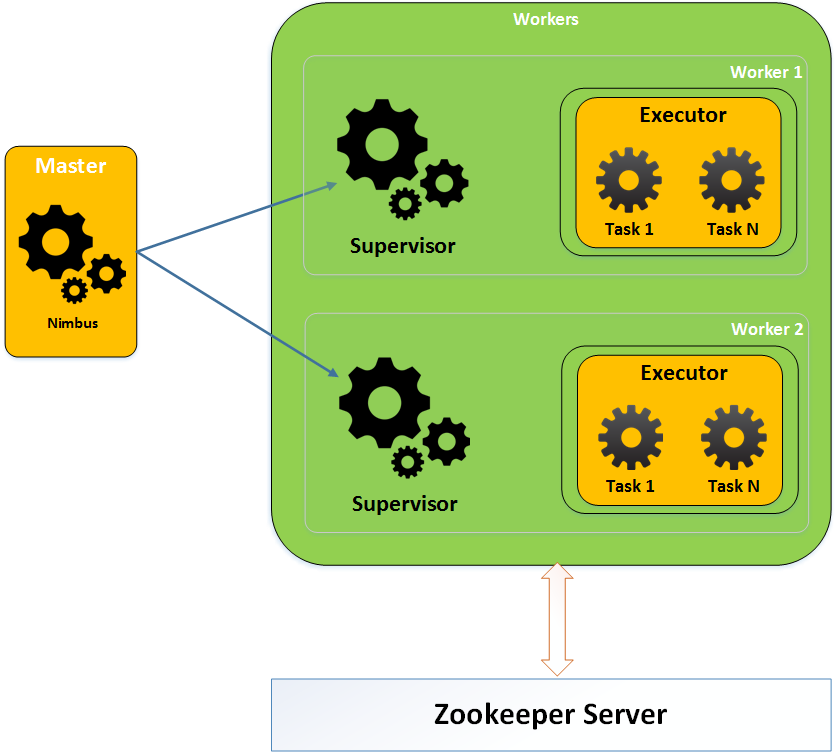 Workers
Master
Nimbus
Worker 1
Supervisor
Executor
Task 1
Task N
Worker 2
Supervisor
Executor
Task 1
Task N
Zookeeper Server